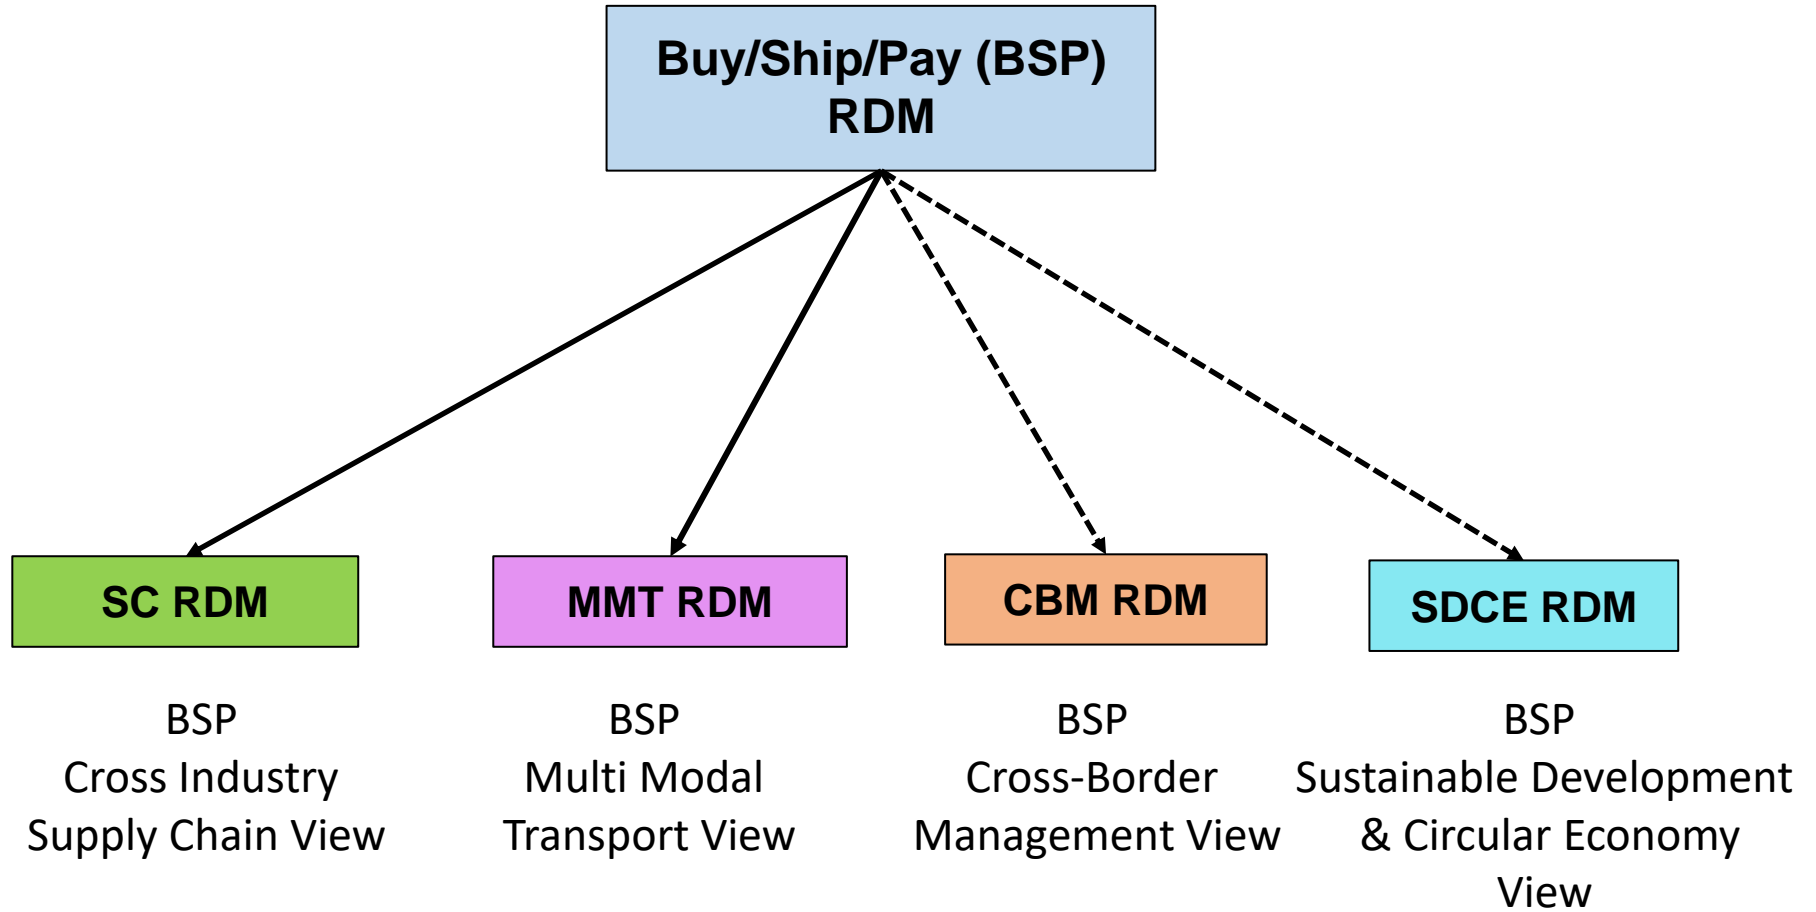 Buy/Ship/Pay (BSP)
RDM
SC RDM
MMT RDM
CBM RDM
SDCE RDM
BSP
Cross Industry
Supply Chain View
BSP
Multi Modal
Transport View
BSP
Cross-Border
Management View
BSP
Sustainable Development
& Circular Economy
View